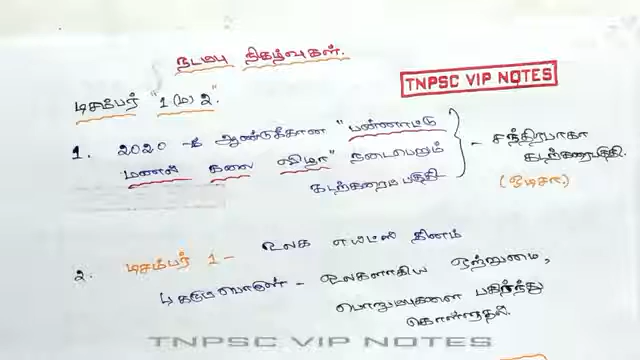 நடப்பு நிகழ்வுகள்.
TNPSC VIP NOTES
டிசம்பர் "1 (ம) 2".
1. 2020 -ல் ஆண்டுக்கான "பன்னாட்டு
மணல் கலை விழா" நடைபெறும்
கடற்கரைப் பகுதி
- சந்திரபாகா
கடற்கரைபகுதி.
(ஒடிசா.)
2. டிசம்பர் 1 - உலக எய்ட்ஸ் தினம்
கருப்பொருள் - உலகளாகிய ஒற்றுமை,
பொறுப்புகளை பகிர்ந்து
கொள்ளுதல்.
TNPSC VIP NOTES